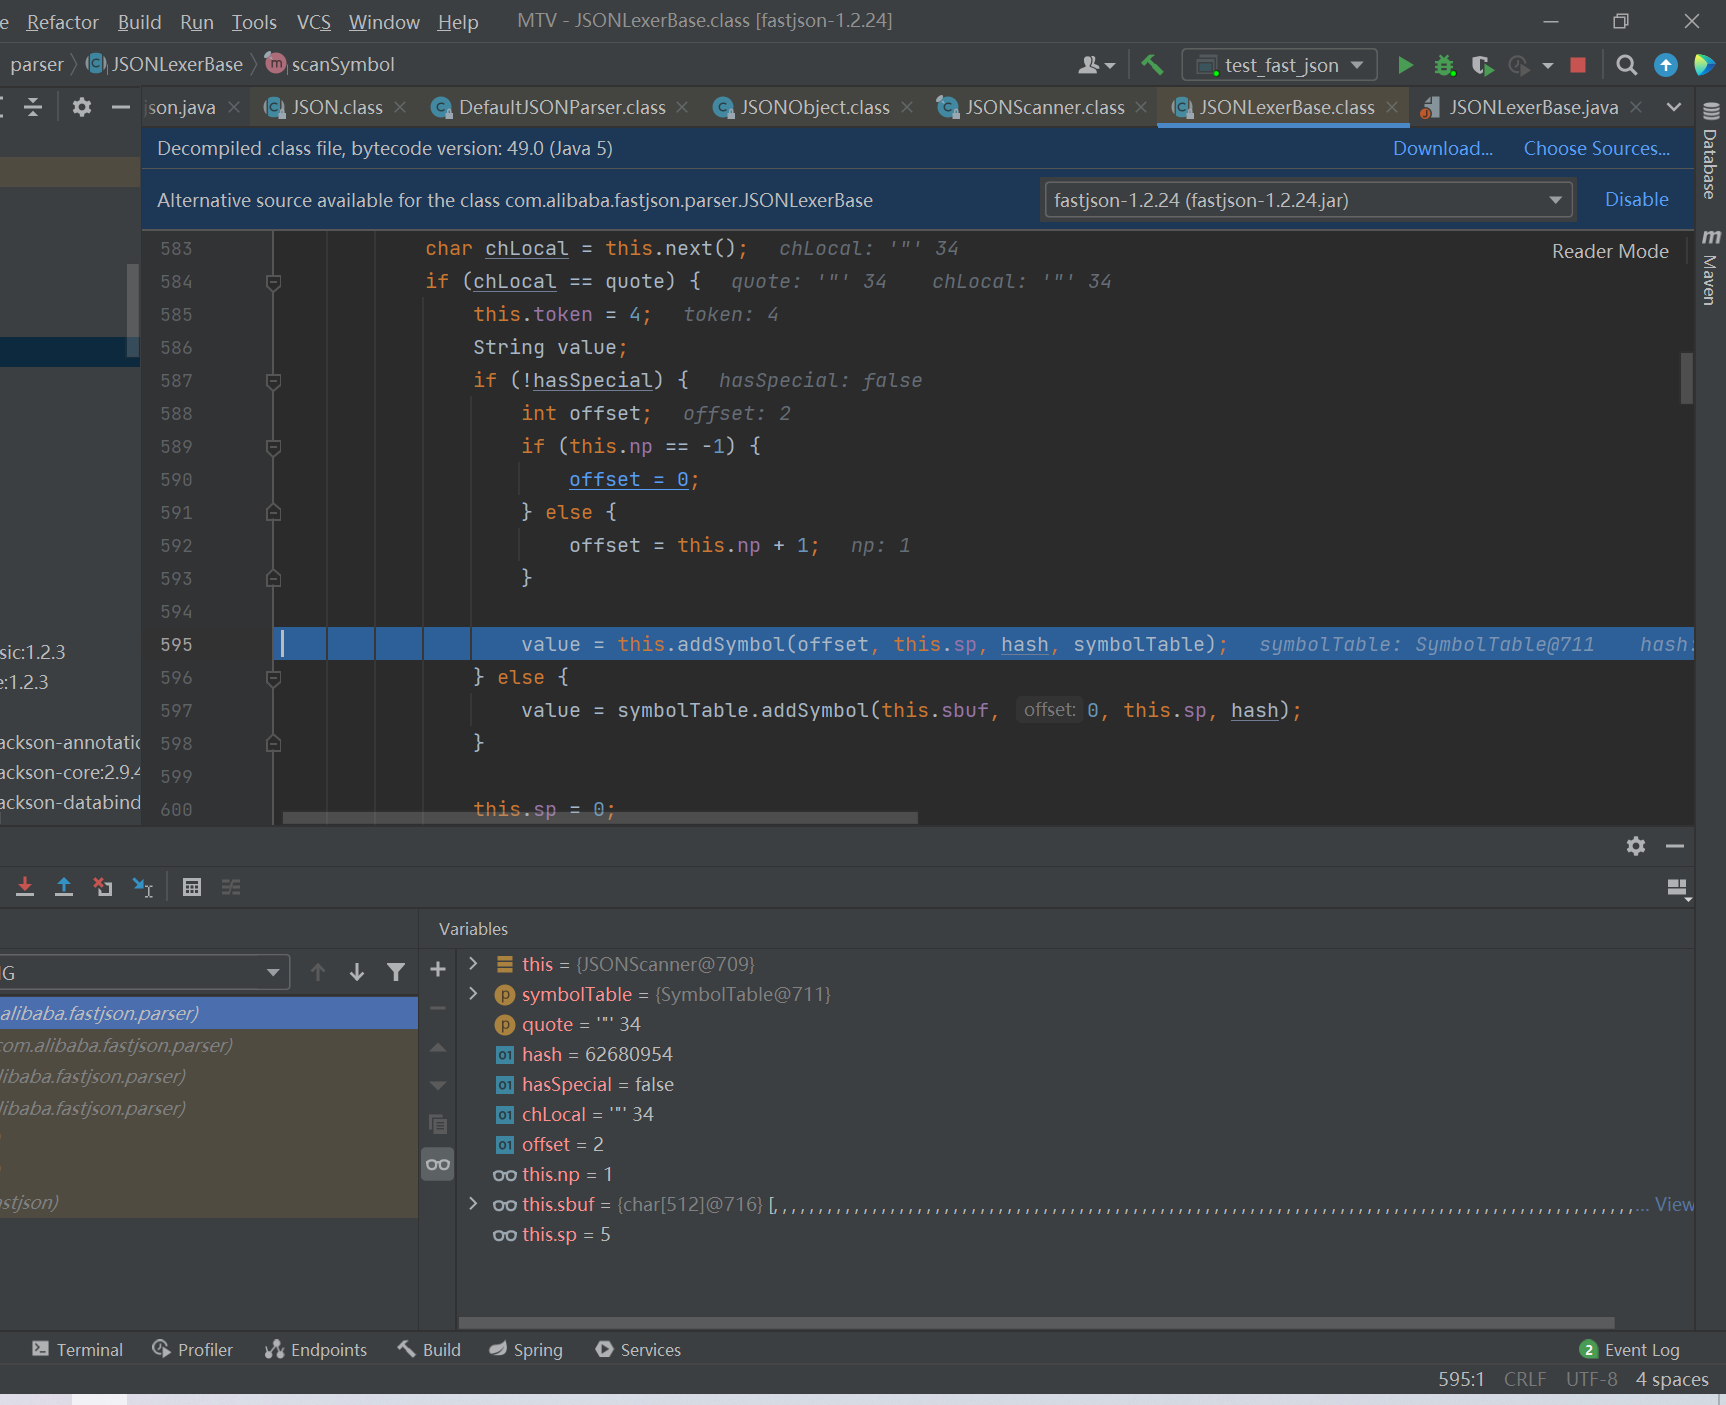 e Refactor Build Run Tools VCS Window Help MTV - JSONLexerBase.class [fastjson-1.2.24]
parser JSONLexerBase scanSymbol test_fast_json
json.java JSON.class DefaultJSONParser.class JSONObject.class JSONScanner.class JSONLexerBase.class JSONLexerBase.java
Decompiled .class file, bytecode version: 49.0 (Java 5) Download... Choose Sources...
Alternative source available for the class com.alibaba.fastjson.parser.JSONLexerBase fastjson-1.2.24 (fastjson-1.2.24.jar) Disable
Database
Maven
Reader Mode
583 char chLocal = this.next(); chLocal: '"' 34
584 if (chLocal == quote) { quote: '"' 34 chLocal: '"' 34
585 this.token = 4; token: 4
586 String value;
587 if (!hasSpecial) { hasSpecial: false
588 int offset; offset: 2
589 if (this.np == -1) {
590 offset = 0;
591 } else {
592 offset = this.np + 1; np: 1
593 }
594
595 value = this.addSymbol(offset, this.sp, hash, symbolTable); symbolTable: SymbolTable@711 hash:
596 } else {
597 value = symbolTable.addSymbol(this.sbuf, offset: 0, this.sp, hash);
598 }
599
600 this.sp = 0;
sic:1.2.3
e:1.2.3
ackson-annotatio
ackson-core:2.9.4
ackson-databind
Variables
G
alibaba.fastjson.parser)
com.alibaba.fastjson.parser)
libaba.fastjson.parser)
libaba.fastjson.parser)
)
)
astjson)
this = {JSONScanner@709}
symbolTable = {SymbolTable@711}
quote = '"' 34
hash = 62680954
hasSpecial = false
chLocal = '"' 34
offset = 2
this.np = 1
this.sbuf = {char[512]@716} [, , , , , , , , , , , , , , , , , , , , , , , , , , , , , , , , , , , , , , , , , , , , , , , , , , , , , , , , , , , , , , , , , , , , , , , , , , , , , , , , , , , , , , , , , , , , , , ... View
this.sp = 5
Terminal Profiler Endpoints Build Spring Services 2 Event Log
595:1 CRLF UTF-8 4 spaces